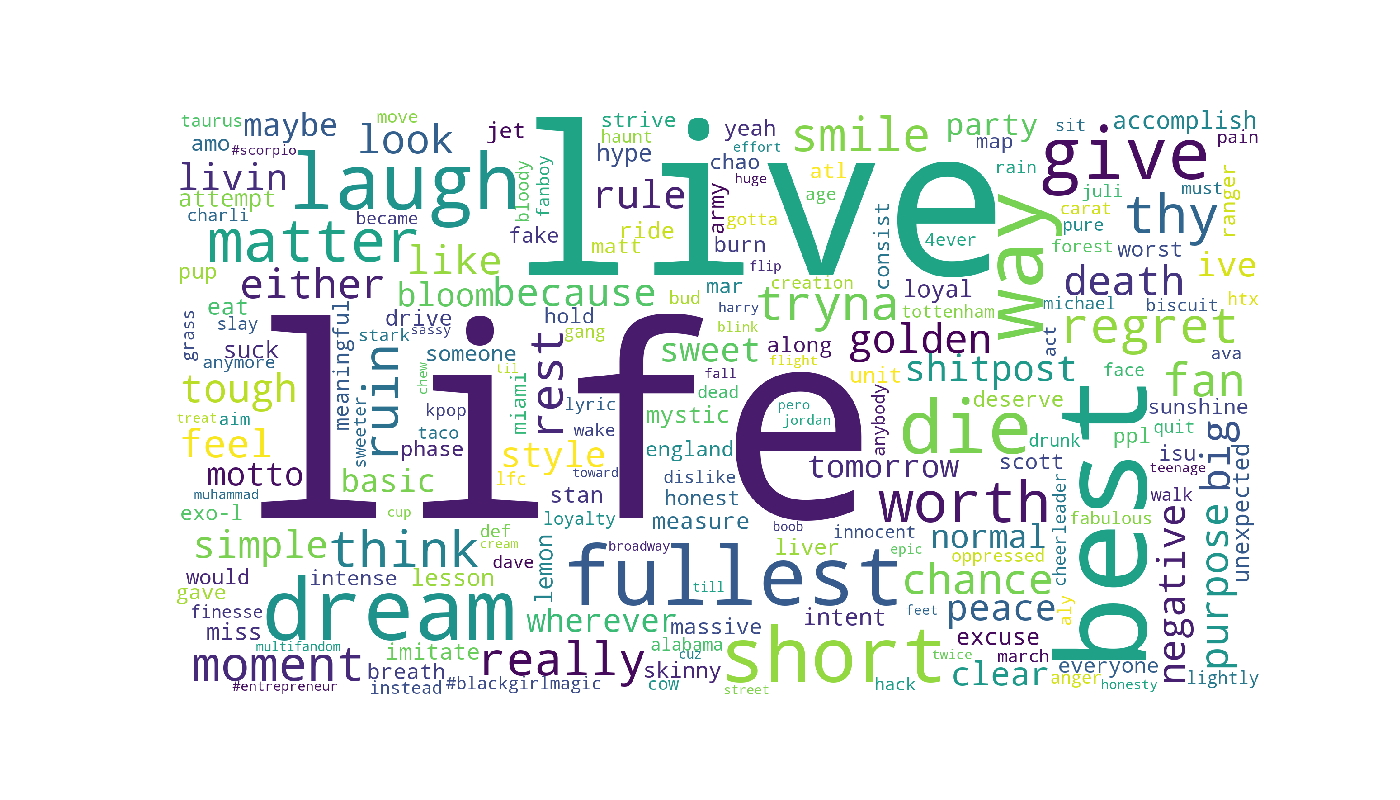 life
live
best
dream
laugh
fullest
short
way
die
give
matter
worth
think
thy
moment
really
smile
look
tryna
because
either
like
bloom
livin
maybe
rule
party
death
regret
golden
fan
ive
shitpost
tomorrow
big
purpose
negative
chance
peace
normal
clear
simple
tough
feel
motto
ruin
rest
style
basic
sweet
wherever
taurus
move
amo
#scorpio
attempt
charli
became
jet
strive
haunt
hype
yeah
effort
chao
huge
bloody
fanboy
fake
matt
ride
army
gotta
burn
flip
atl
age
consist
4ever
sit
map
rain
accomplish
pain
juli
must
carat
pure
forest
worst
ranger
pup
eat
slay
grass
suck
anymore
meaningful
stark
drive
sassy
hold
gang
someone
bud
mar
harry
creation
blink
loyal
tottenham
michael
biscuit
htx
act
ava
along
flight
unit
fall
dead
face
deserve
sunshine
treat
aim
sweeter
chew
til
kpop
taco
phase
miami
lyric
wake
mystic
england
toward
pero
jordan
anybody
drunk
ppl
quit
scott
isu
teenage
unexpected
muhammad
exo-l
cup
lfc
stan
dislike
honest
loyalty
measure
boob
innocent
walk
fabulous
cheerleader
def
cream
dave
lemon
broadway
liver
epic
oppressed
would
gave
intense
lesson
finesse
till
intent
feet
aly
miss
multifandom
imitate
massive
alabama
cuz
excuse
march
twice
everyone
breath
instead
#entrepreneur
#blackgirlmagic
skinny
cow
street
hack
anger
honesty
lightly